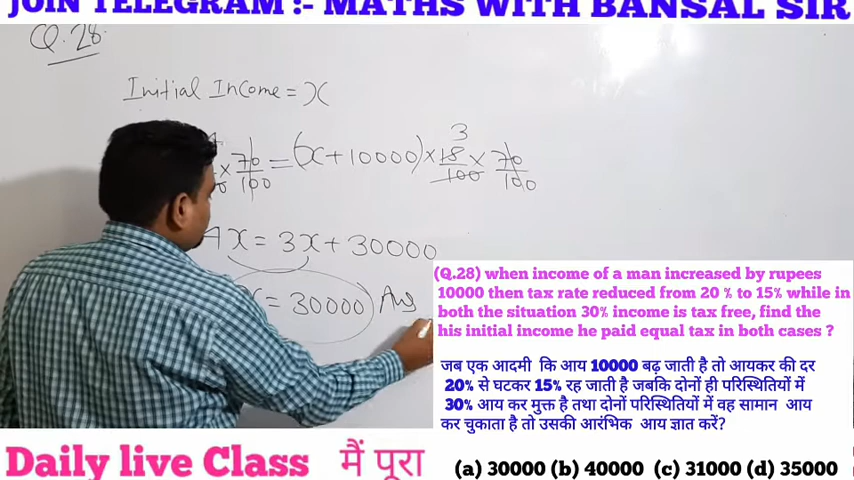 JOIN TELEGRAM :- MATHS WITH BANSAL SIR
Q.28.
Initial Income = x
3
× 70/100 = (x + 10000) × 15/100 × 70/100
4x = 3x + 30000
x = 30000 Ans
(Q.28) when income of a man increased by rupees
10000 then tax rate reduced from 20 % to 15% while in
both the situation 30% income is tax free, find the
his initial income he paid equal tax in both cases ?
जब एक आदमी कि आय 10000 बढ़ जाती है तो आयकर की दर
20% से घटकर 15% रह जाती है जबकि दोनों ही परिस्थितियों में
30% आय कर मुक्त है तथा दोनों परिस्थितियों में वह सामान आय
कर चुकाता है तो उसकी आरंभिक आय ज्ञात करें?
(a) 30000 (b) 40000 (c) 31000 (d) 35000
Daily live Class मैं पूरा